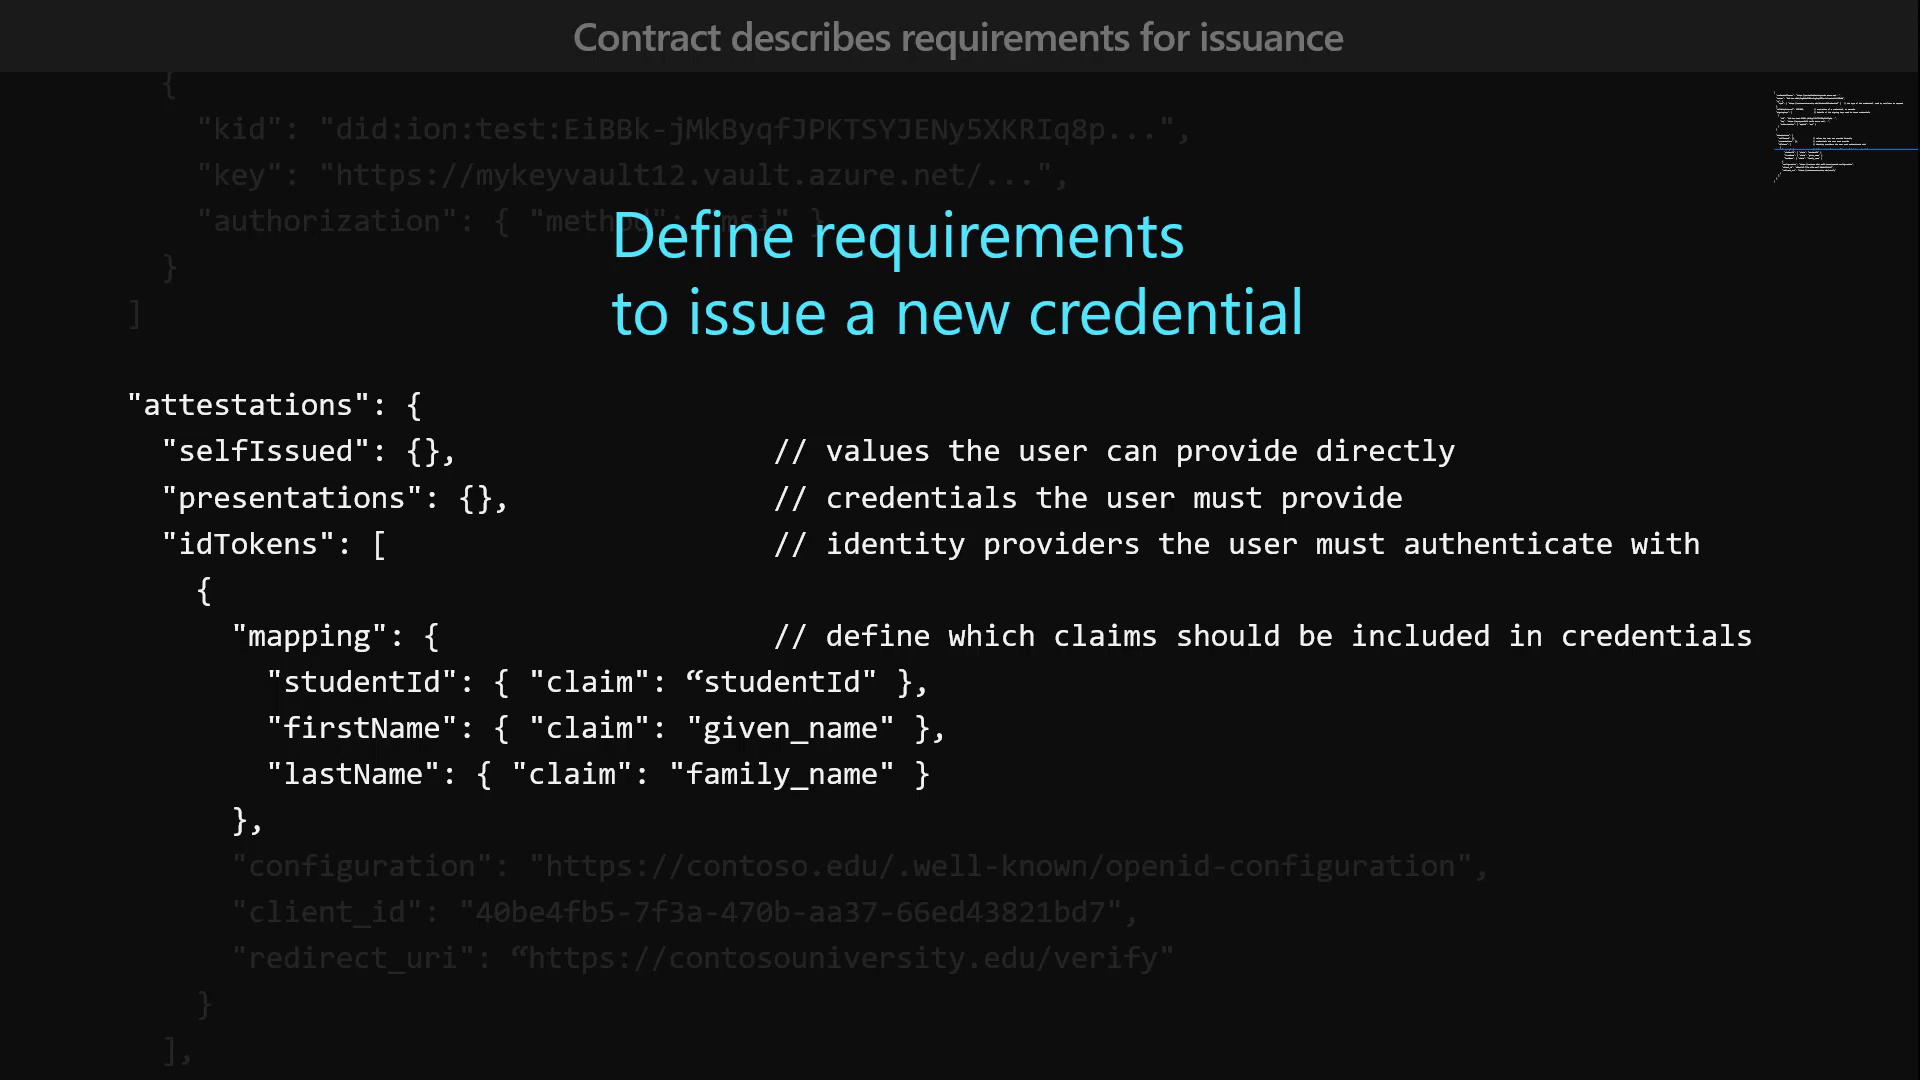 Contract describes requirements for issuance
{
"kid": "did:ion:test:EiBBk-jMkByqfJPKTSYJENy5XKRIq8p...",
"key": "https://mykeyvault12.vault.azure.net/...",
"authorization": { "method": "msi" }
}
]
Define requirements
to issue a new credential
"attestations": {
"selfIssued": {}, // values the user can provide directly
"presentations": {}, // credentials the user must provide
"idTokens": [ // identity providers the user must authenticate with
{
"mapping": { // define which claims should be included in credentials
"studentId": { "claim": “studentId" },
"firstName": { "claim": "given_name" },
"lastName": { "claim": "family_name" }
},
"configuration": "https://contoso.edu/.well-known/openid-configuration",
"client_id": "40be4fb5-7f3a-470b-aa37-66ed43821bd7",
"redirect_uri": “https://contosouniversity.edu/verify"
}
],